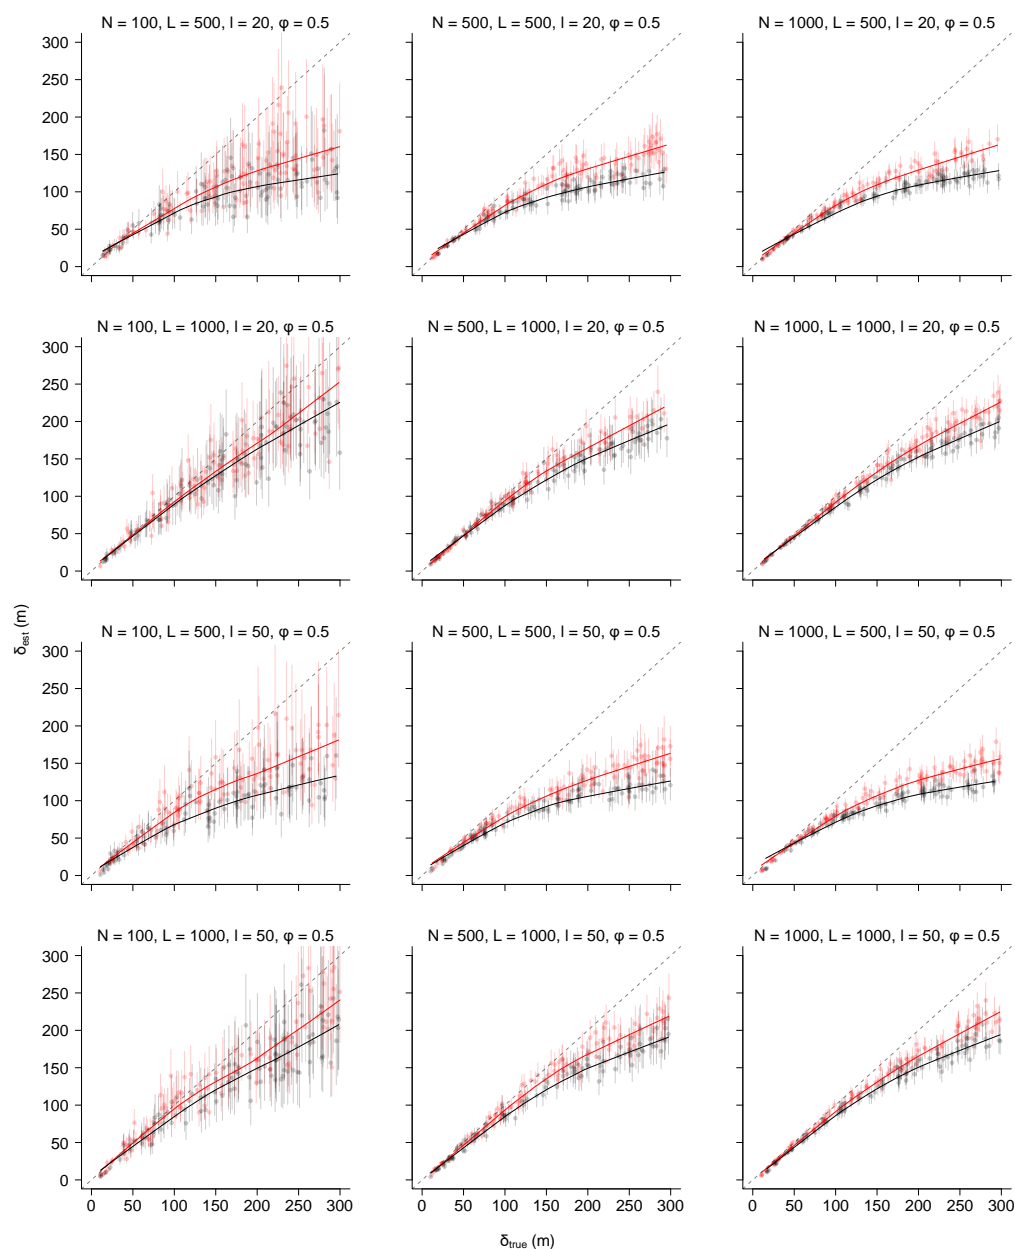 N = 100, L = 500, l = 20, φ = 0.5
N = 500, L = 500, l = 20, φ = 0.5
N = 1000, L = 500, l = 20, φ = 0.5
300
250
200
150
100
50
0
N = 100, L = 1000, l = 20, φ = 0.5
N = 500, L = 1000, l = 20, φ = 0.5
N = 1000, L = 1000, l = 20, φ = 0.5
300
250
200
150
100
50
0
δest (m)
N = 100, L = 500, l = 50, φ = 0.5
N = 500, L = 500, l = 50, φ = 0.5
N = 1000, L = 500, l = 50, φ = 0.5
300
250
200
150
100
50
0
N = 100, L = 1000, l = 50, φ = 0.5
N = 500, L = 1000, l = 50, φ = 0.5
N = 1000, L = 1000, l = 50, φ = 0.5
300
250
200
150
100
50
0
0 50 100 150 200 250 300
0 50 100 150 200 250 300
0 50 100 150 200 250 300
δtrue (m)